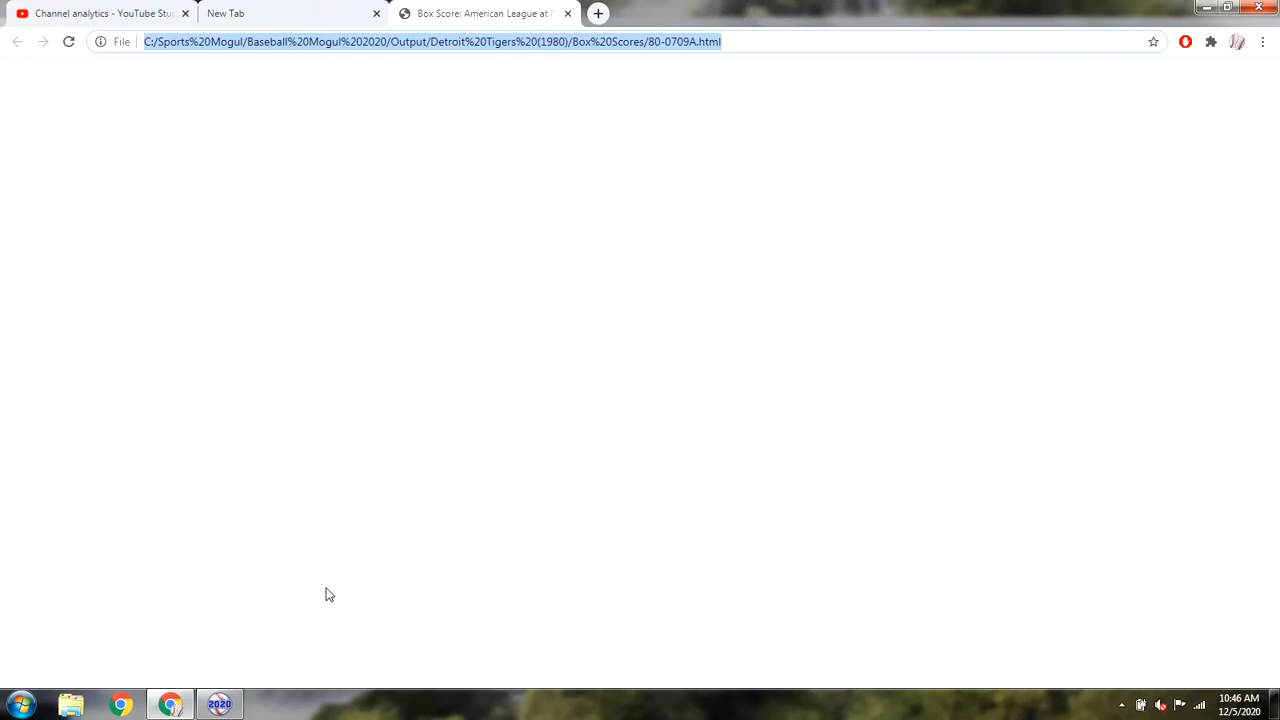 Channel analytics - YouTube Stu
New Tab
Box Score: American League at
File
C:/Sports%20Mogul/Baseball%20Mogul%202020/Output/Detroit%20Tigers%20(1980)/Box%20Scores/80-0709A.html
2020
10:46 AM
12/5/2020